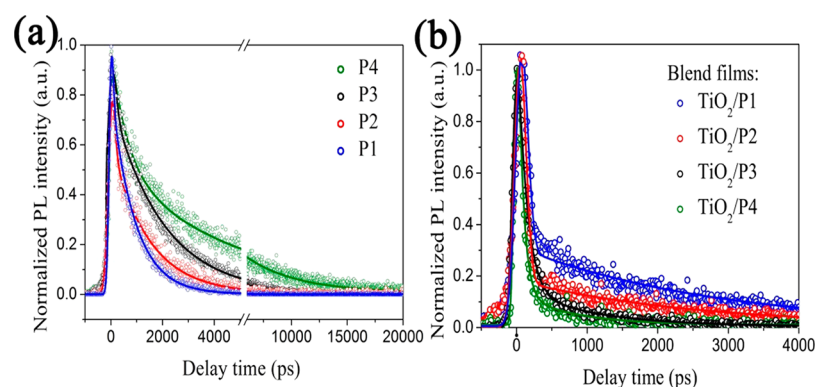 (a)
Normalized PL intensity (a.u.)
1.0
0.8
0.6
0.4
0.2
0.0
P4
P3
P2
P1
0 2000 4000 10000 15000 20000
Delay time (ps)
(b)
Normalized PL intensity (a.u.)
1.0
0.8
0.6
0.4
0.2
0.0
Blend films:
TiO2/P1
TiO2/P2
TiO2/P3
TiO2/P4
0 1000 2000 3000 4000
Delay time (ps)